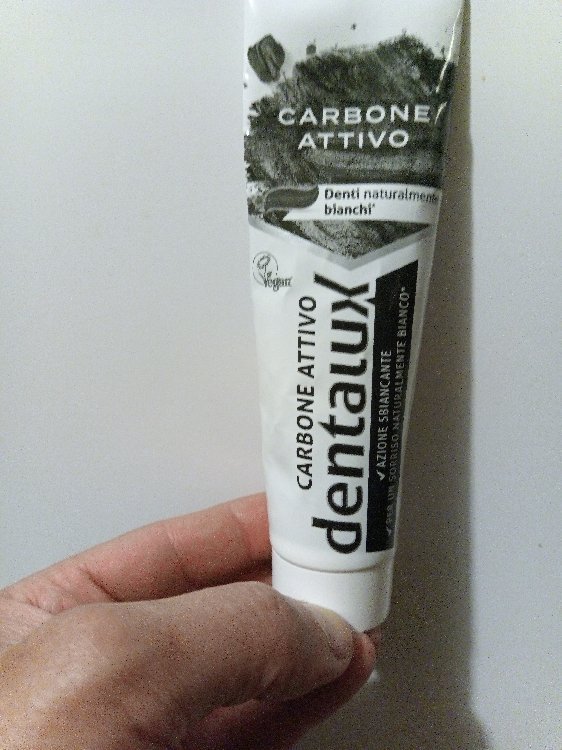 CARBONE
ATTIVO
Denti naturalmente
bianchi*
Vegan
CARBONE ATTIVO
dentalux
✓AZIONE SBIANCANTE
PER UN SORRISO NATURALMENTE BIANCO*